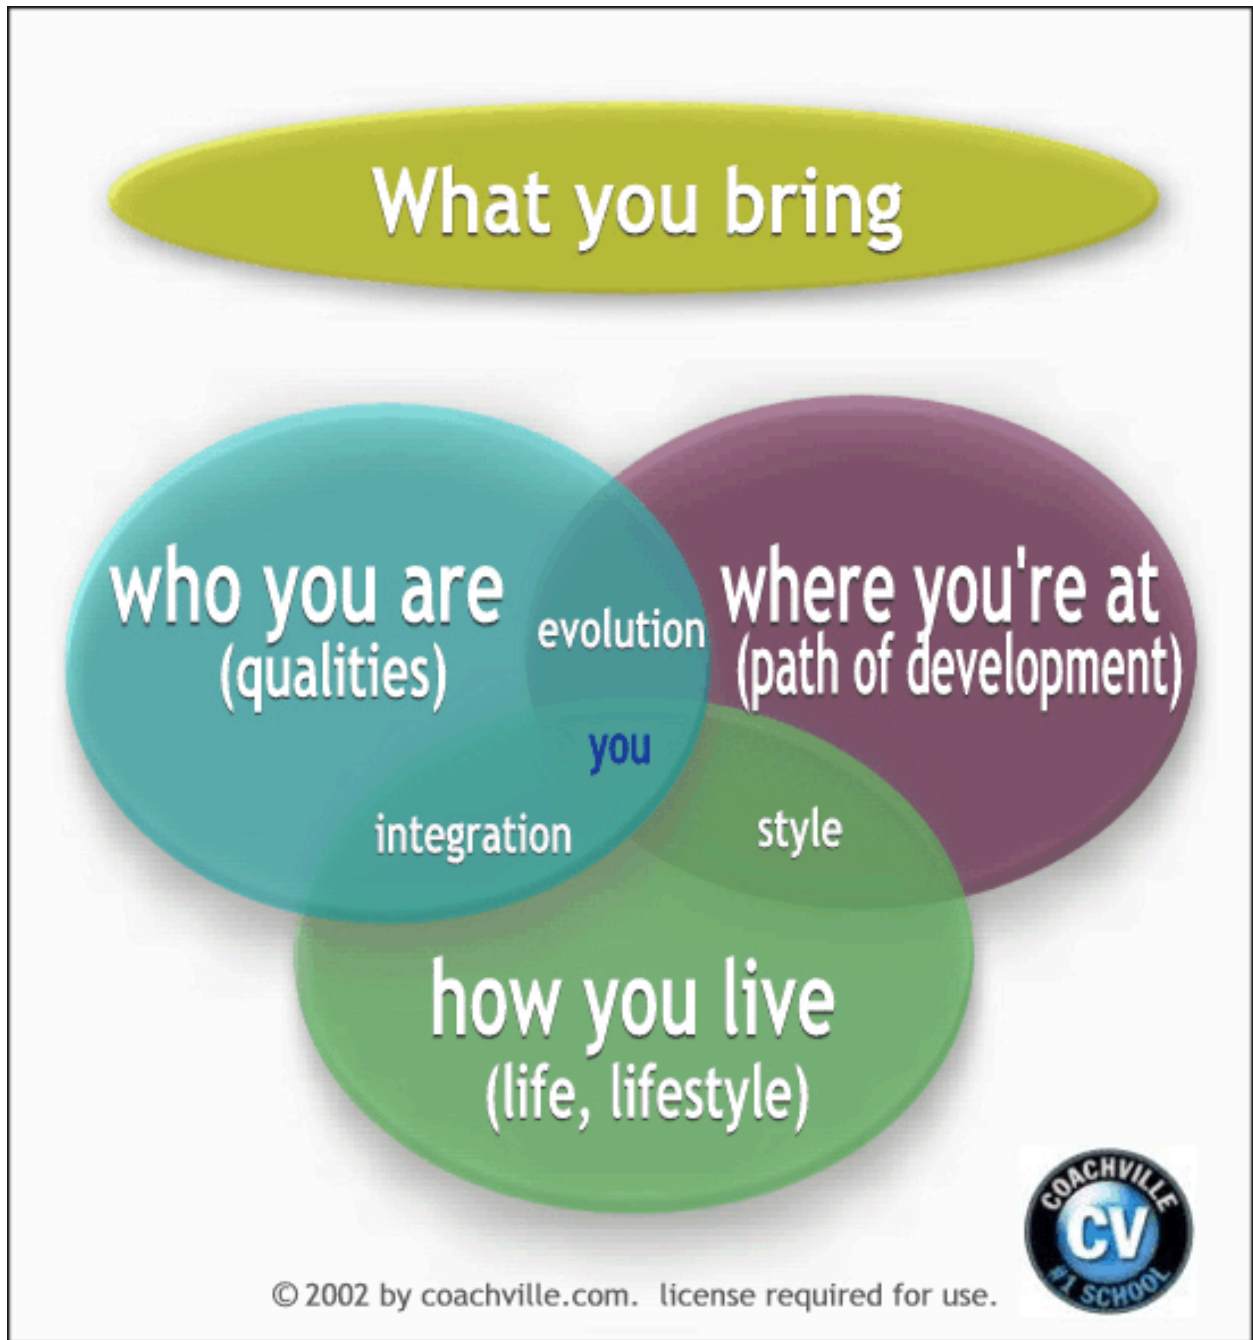 What you bring
who you are
(qualities)
evolution
where you're at
(path of development)
you
integration
style
how you live
(life, lifestyle)
COACHVILLE
CV
#1 SCHOOL
© 2002 by coachville.com. license required for use.